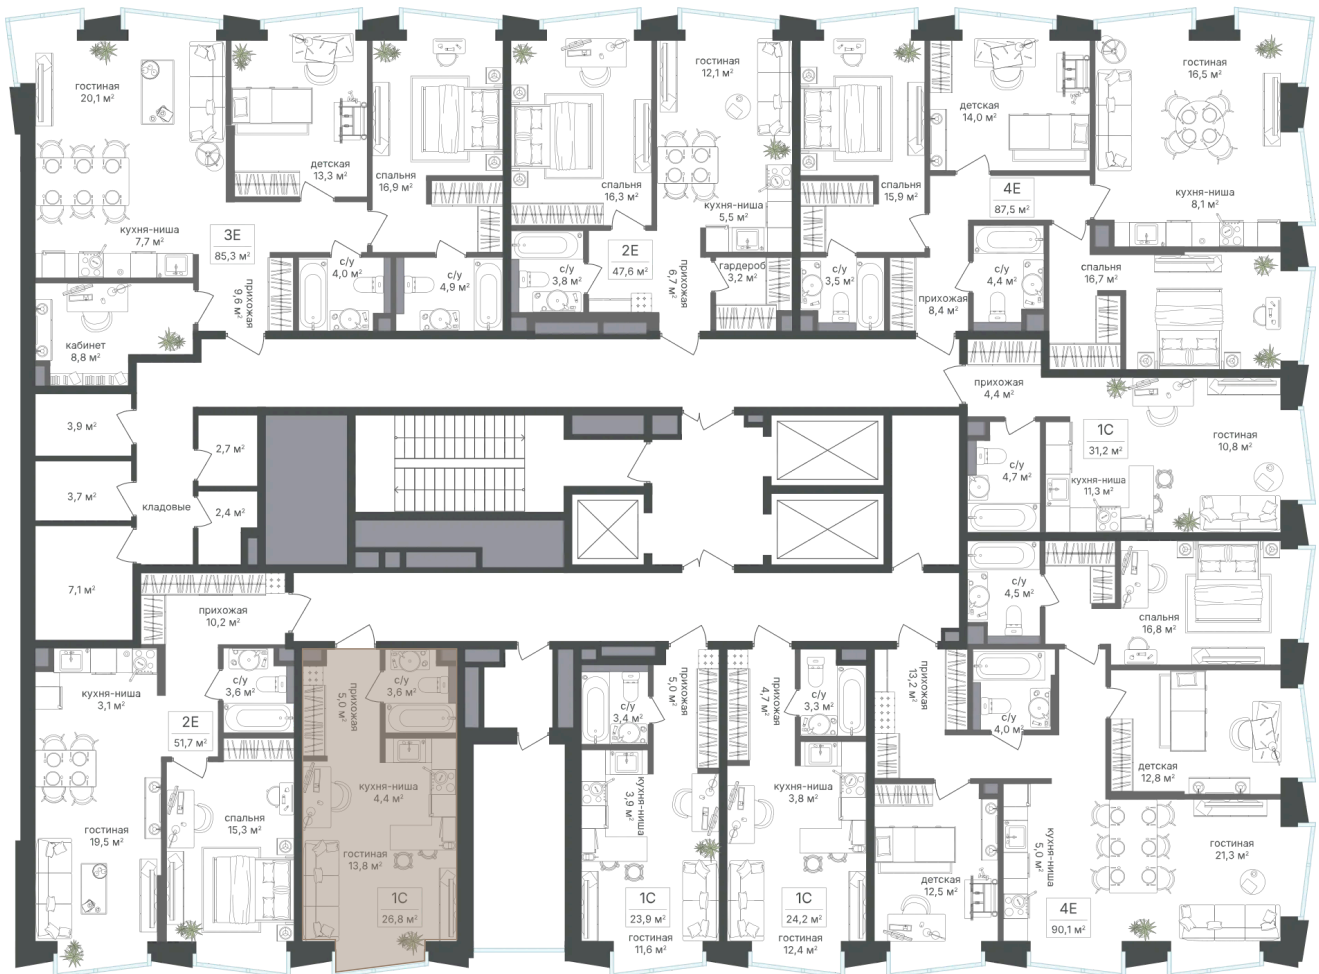 гостиная
20,1 м²
детская
13,3 м²
спальня
16,9 м²
кухня-ниша
7,7 м²
3Е
85,3 м²
с/у
4,0 м²
с/у
4,9 м²
прихожая
9,6 м²
кабинет
8,8 м²
спальня
16,3 м²
гостиная
12,1 м²
кухня-ниша
5,5 м²
2Е
47,6 м²
с/у
3,8 м²
прихожая
6,7 м²
гардероб
3,2 м²
спальня
15,9 м²
детская
14,0 м²
4Е
87,5 м²
гостиная
16,5 м²
кухня-ниша
8,1 м²
с/у
3,5 м²
с/у
4,4 м²
прихожая
8,4 м²
спальня
16,7 м²
прихожая
4,4 м²
1С
31,2 м²
гостиная
10,8 м²
с/у
4,7 м²
кухня-ниша
11,3 м²
3,9 м²
2,7 м²
3,7 м²
кладовые
2,4 м²
7,1 м²
прихожая
10,2 м²
с/у
3,6 м²
кухня-ниша
3,1 м²
2Е
51,7 м²
гостиная
19,5 м²
спальня
15,3 м²
прихожая
5,0 м²
с/у
3,6 м²
кухня-ниша
4,4 м²
гостиная
13,8 м²
1С
26,8 м²
с/у
3,4 м²
прихожая
5,0 м²
кухня-ниша
3,9 м²
1С
23,9 м²
гостиная
11,6 м²
прихожая
4,7 м²
с/у
3,3 м²
кухня-ниша
3,8 м²
1С
24,2 м²
гостиная
12,4 м²
с/у
4,5 м²
спальня
16,8 м²
прихожая
13,2 м²
с/у
4,0 м²
детская
12,8 м²
детская
12,5 м²
кухня-ниша
5,0 м²
гостиная
21,3 м²
4Е
90,1 м²